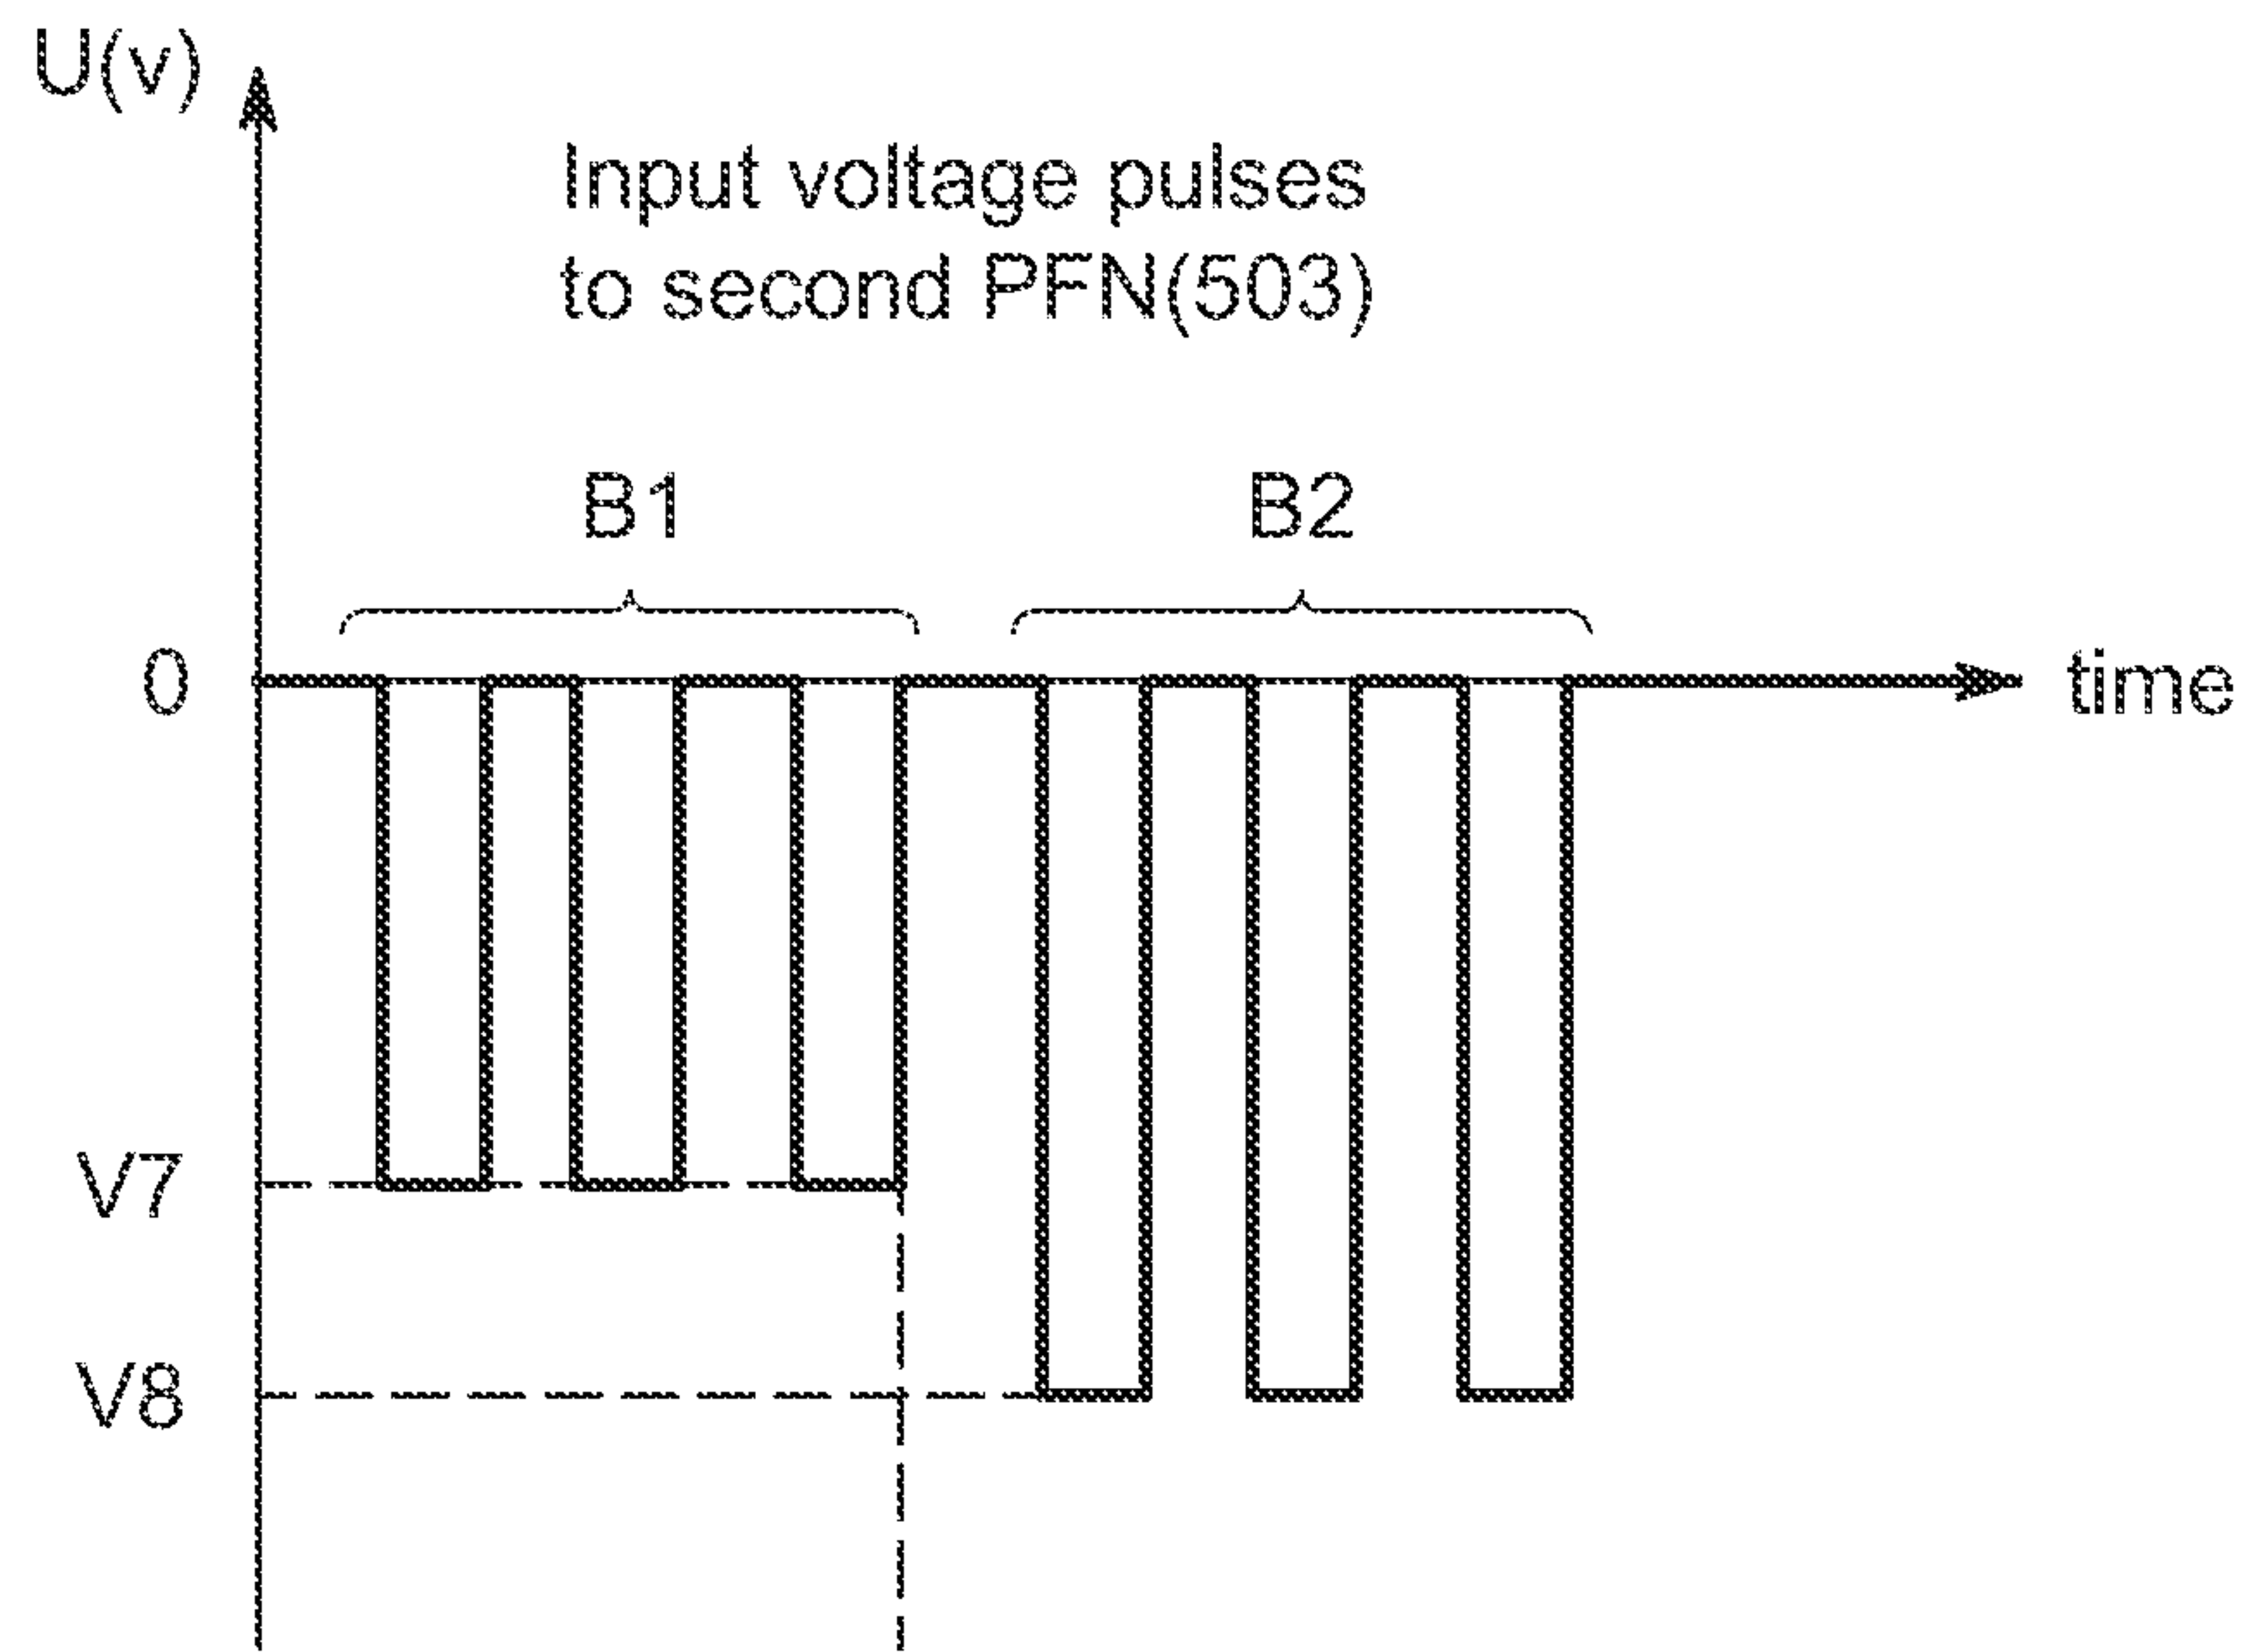 U(v)
Input voltage pulses
to second PFN(503)
B1
B2
0
time
V7
V8